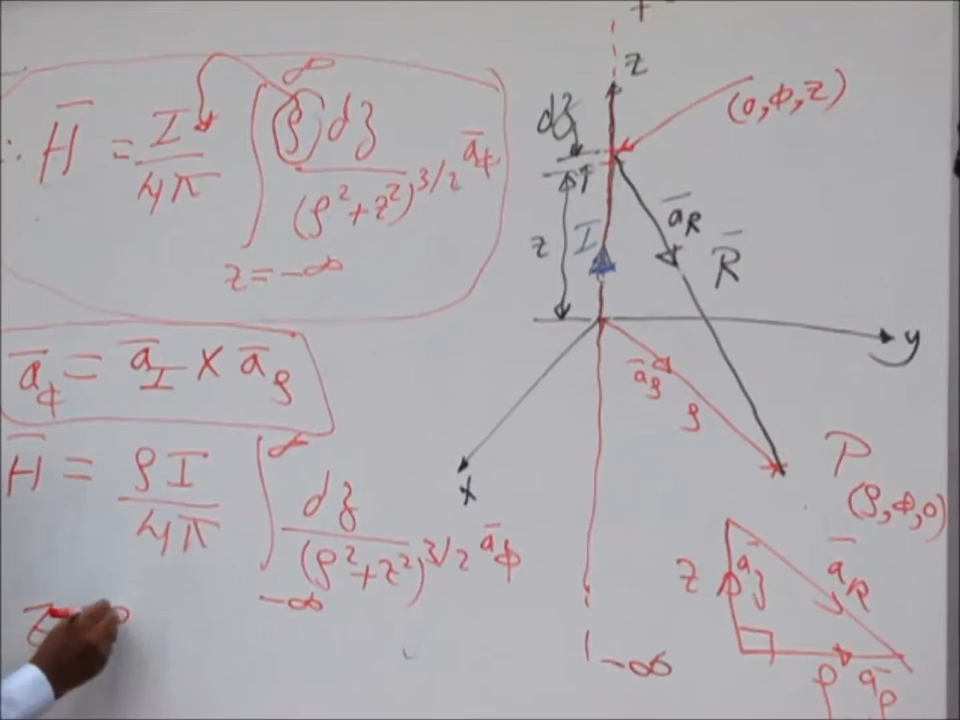 ∴ H̄ = I/4π ∫_{z=-∞}^{∞} ρ dz/(ρ²+z²)^{3/2} ā_ϕ
ā_ϕ = ā_I × ā_ρ
H̄ = ρI/4π ∫_{-∞}^{∞} dz/(ρ²+z²)^{3/2} ā_ϕ
z
+
z
dz
(0,ϕ,z)
ā_R
R̄
z
I
y
ā_ρ
ρ
x
P
(ρ,ϕ,0)
z
ā_z
ā_R
ρ ā_ρ
-∞